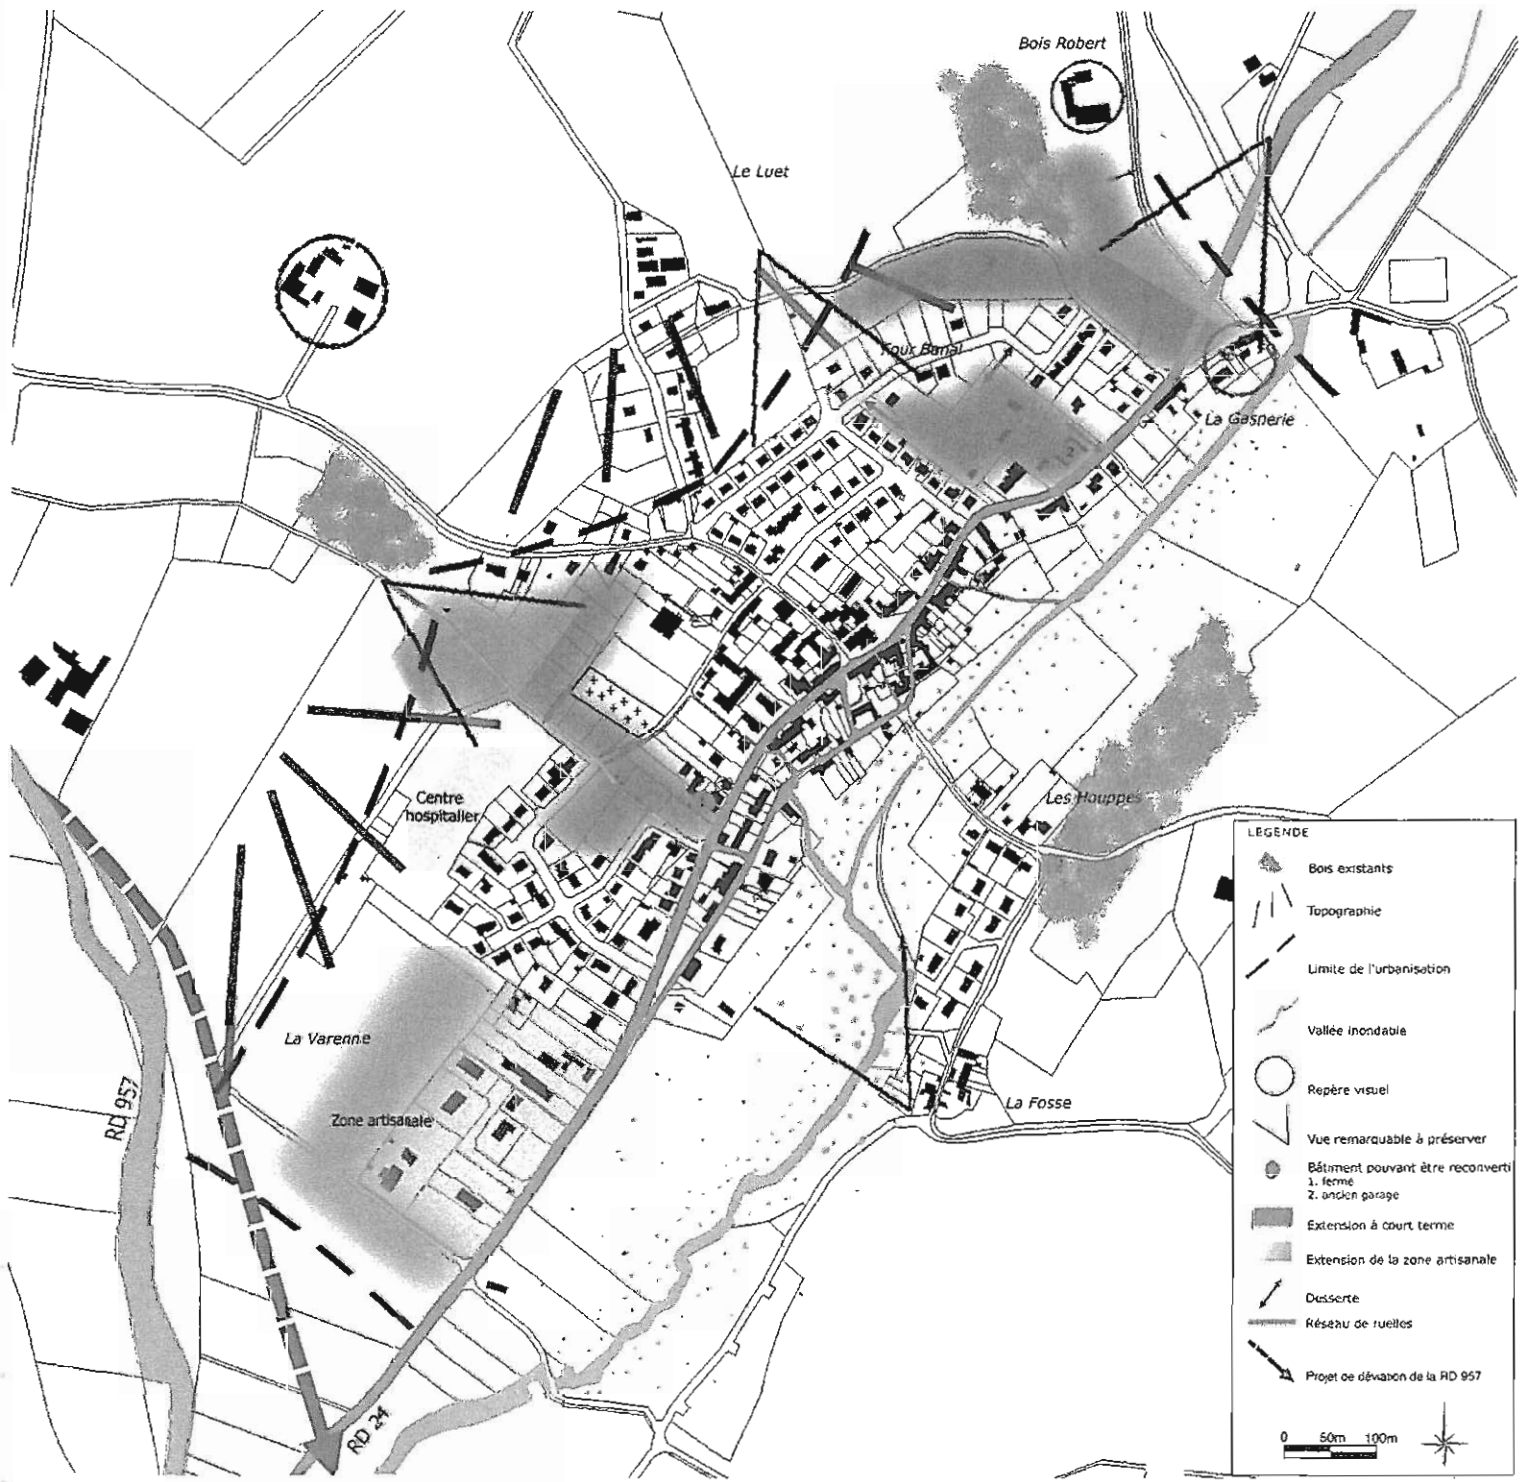 Bois Robert
Le Luet
Four Banal
La Gasnerie
2
Les Houppes
Centre
hospitalier
La Varenne
Zone artisanale
RD 957
La Fosse
RD 24
LEGENDE
Bois existants
Topographie
Limite de l'urbanisation
Vallée inondable
Repère visuel
Vue remarquable à préserver
Bâtiment pouvant être reconverti
1. ferme
2. ancien garage
Extension à court terme
Extension de la zone artisanale
Desserte
Réseau de ruelles
Projet de déviation de la RD 957
0 50m 100m